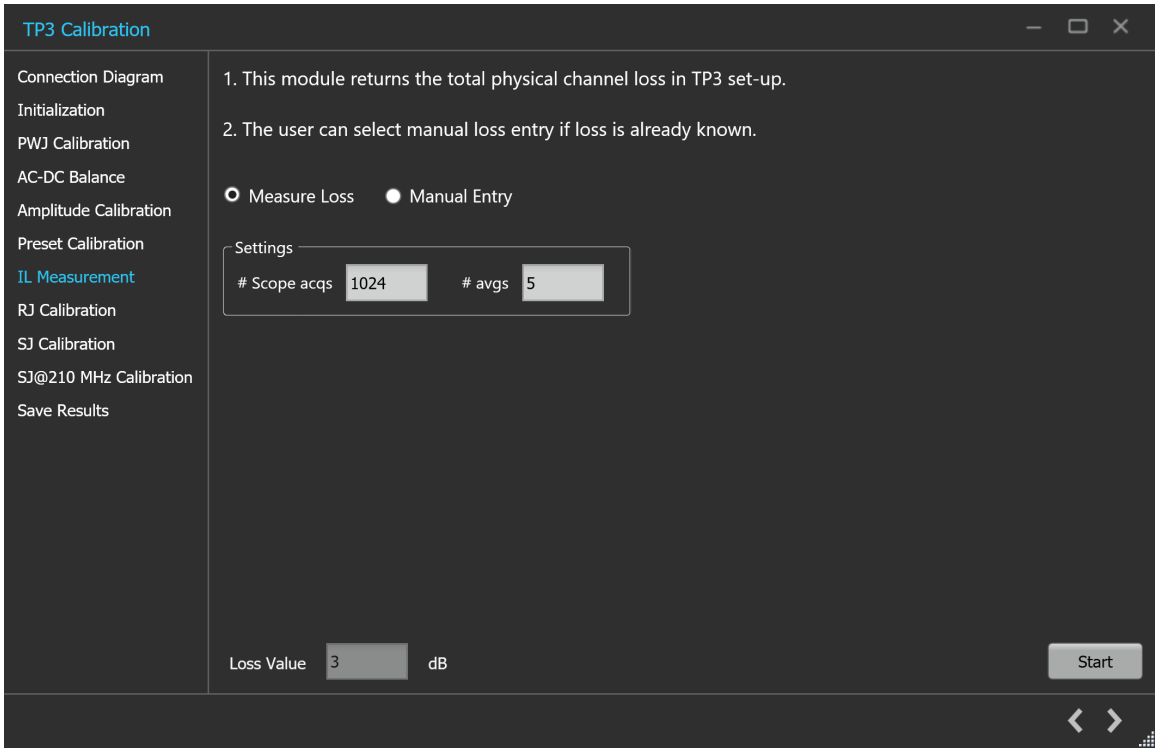 TP3 Calibration
Connection Diagram
Initialization
PWJ Calibration
AC-DC Balance
Amplitude Calibration
Preset Calibration
IL Measurement
RJ Calibration
SJ Calibration
SJ@210 MHz Calibration
Save Results
1. This module returns the total physical channel loss in TP3 set-up.
2. The user can select manual loss entry if loss is already known.
Measure Loss Manual Entry
Settings
# Scope acqs 1024 # avgs 5
Loss Value 3 dB
Start